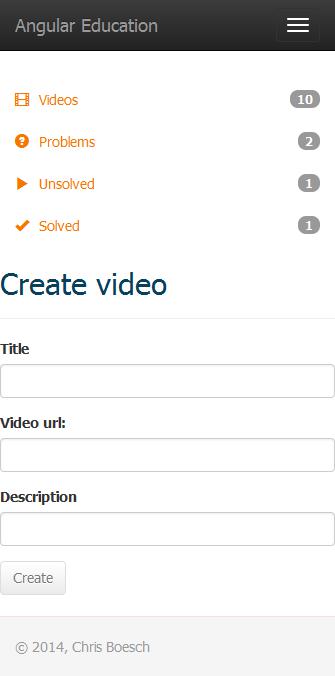 Angular Education
Videos 10
Problems 2
Unsolved 1
Solved 1
Create video
Title
Video url:
Description
Create
© 2014, Chris Boesch